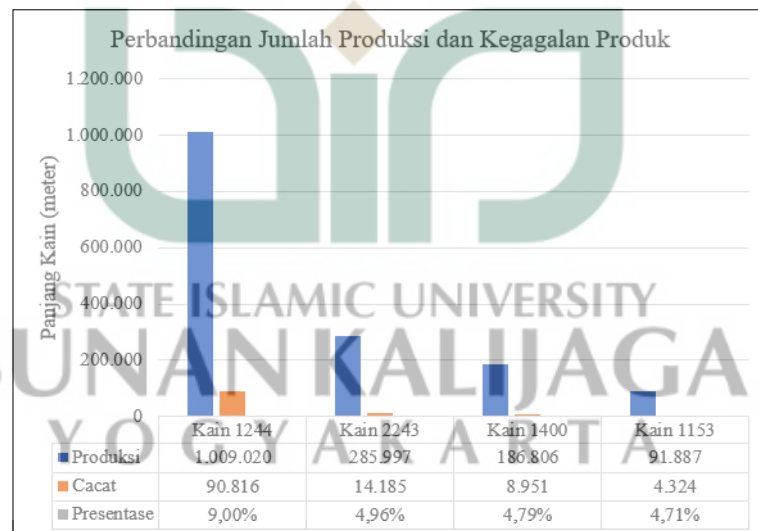 Perbandingan Jumlah Produksi dan Kegagalan Produk
Panjang Kain (meter)
1.200.000
1.000.000
800.000
600.000
400.000
200.000
0
STATE ISLAMIC UNIVERSITY
SUNAN KALIJAGA
YOGYAKARTA
Kain 1244 Kain 2243 Kain 1400 Kain 1153
Produksi 1.009.020 285.997 186.806 91.887
Cacat 90.816 14.185 8.951 4.324
Presentase 9,00% 4,96% 4,79% 4,71%